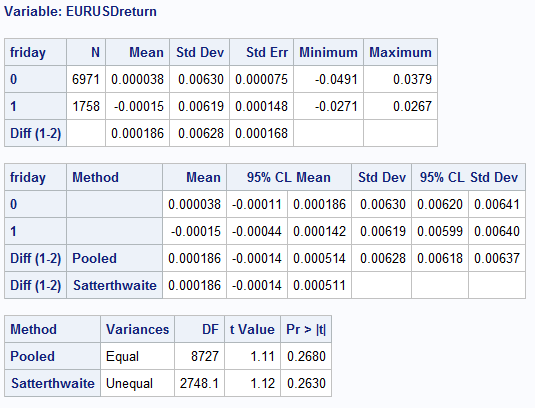 Variable: EURUSDreturn
friday N Mean Std Dev Std Err Minimum Maximum
0 6971 0.000038 0.00630 0.000075 -0.0491 0.0379
1 1758 -0.00015 0.00619 0.000148 -0.0271 0.0267
Diff (1-2) 0.000186 0.00628 0.000168
friday Method Mean 95% CL Mean Std Dev 95% CL Std Dev
0 0.000038 -0.00011 0.000186 0.00630 0.00620 0.00641
1 -0.00015 -0.00044 0.000142 0.00619 0.00599 0.00640
Diff (1-2) Pooled 0.000186 -0.00014 0.000514 0.00628 0.00618 0.00637
Diff (1-2) Satterthwaite 0.000186 -0.00014 0.000511
Method Variances DF t Value Pr > |t|
Pooled Equal 8727 1.11 0.2680
Satterthwaite Unequal 2748.1 1.12 0.2630